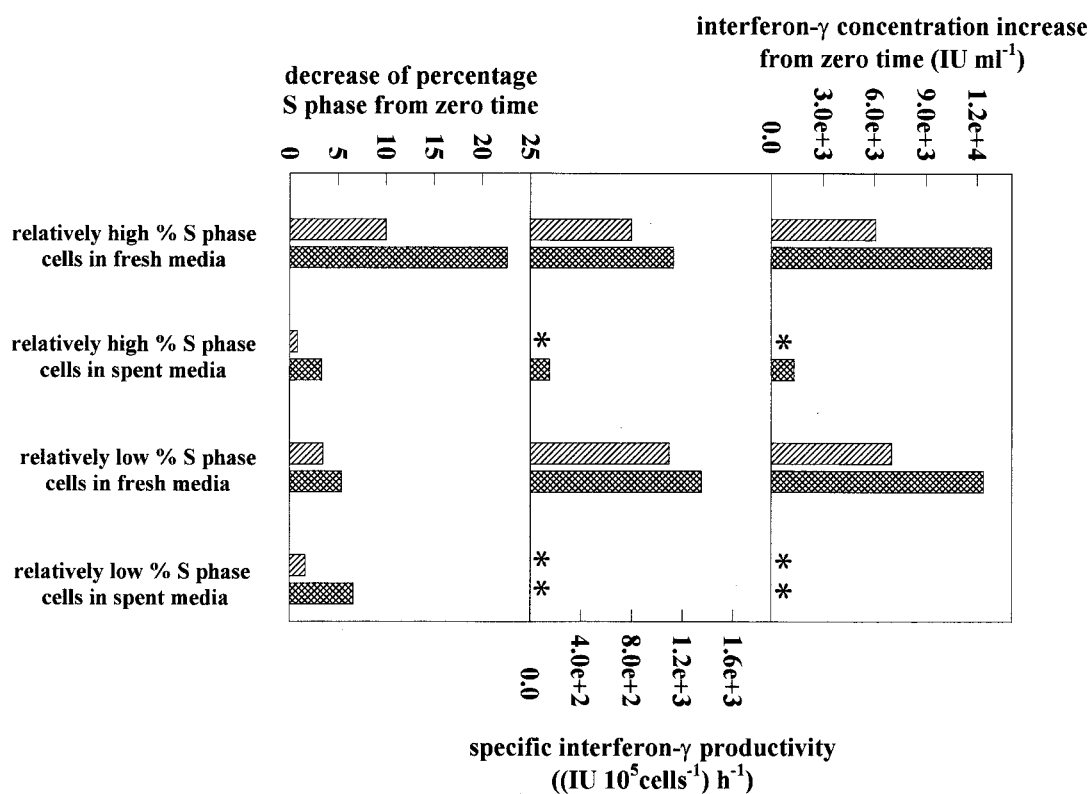 interferon-γ concentration increase
from zero time (IU ml⁻¹)
decrease of percentage
S phase from zero time
0
5
10
15
20
25
0.0
3.0e+3
6.0e+3
9.0e+3
1.2e+4
relatively high % S phase
cells in fresh media
relatively high % S phase
cells in spent media
*
*
relatively low % S phase
cells in fresh media
relatively low % S phase
cells in spent media
*
*
*
*
0.0
4.0e+2
8.0e+2
1.2e+3
1.6e+3
specific interferon-γ productivity
((IU 10⁵cells⁻¹) h⁻¹)